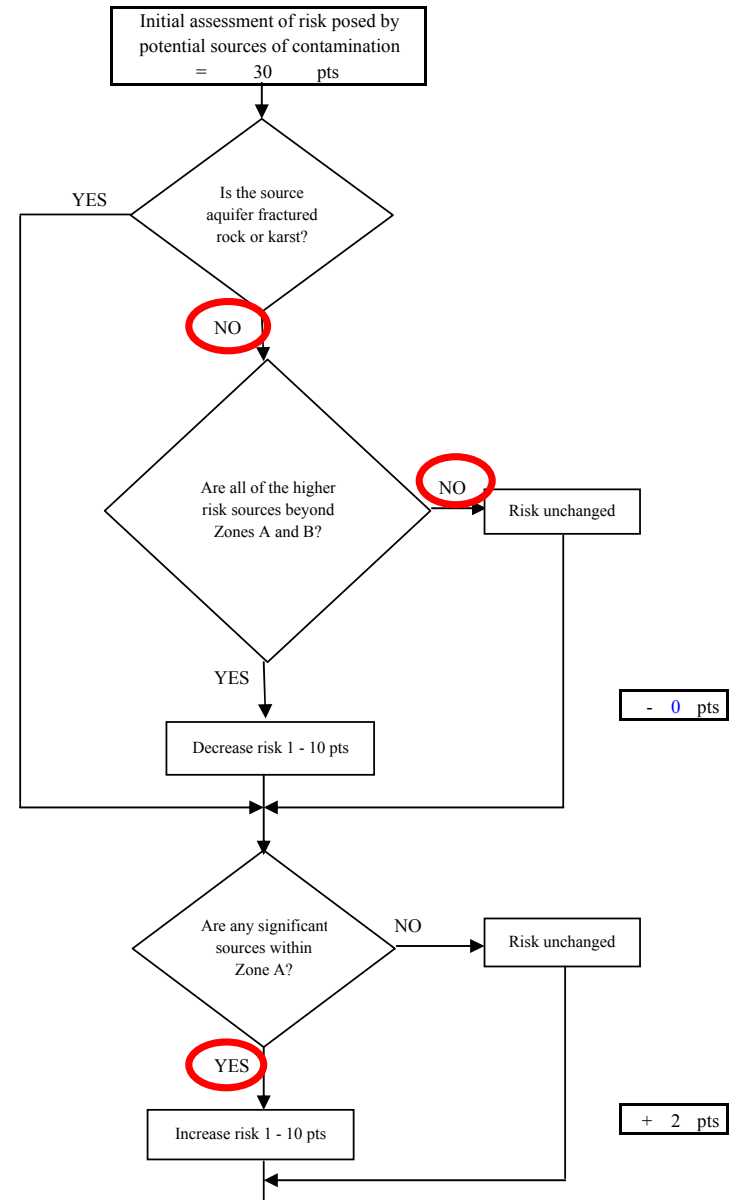 Initial assessment of risk posed by
potential sources of contamination
= 30 pts
YES
Is the source
aquifer fractured
rock or karst?
NO
Are all of the higher
risk sources beyond
Zones A and B?
NO
Risk unchanged
YES
- 0 pts
Decrease risk 1 - 10 pts
Are any significant
sources within
Zone A?
NO
Risk unchanged
YES
+ 2 pts
Increase risk 1 - 10 pts